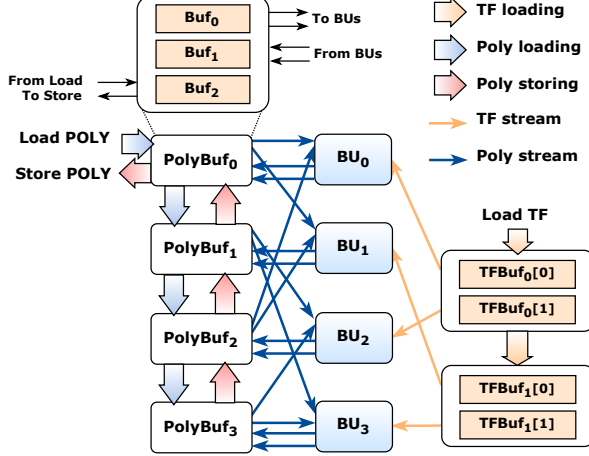 Buf0
Buf1
Buf2
To BUs
From BUs
From Load
To Store
TF loading
Poly loading
Poly storing
TF stream
Poly stream
Load POLY
Store POLY
PolyBuf0
PolyBuf1
PolyBuf2
PolyBuf3
BU0
BU1
BU2
BU3
Load TF
TFBuf0[0]
TFBuf0[1]
TFBuf1[0]
TFBuf1[1]